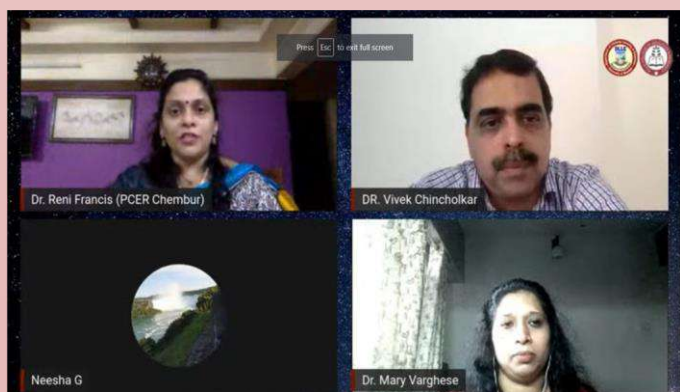 Press Esc to exit full screen
Dr. Reni Francis (PCER Chembur)
DR. Vivek Chincholkar
Neesha G
Dr. Mary Varghese